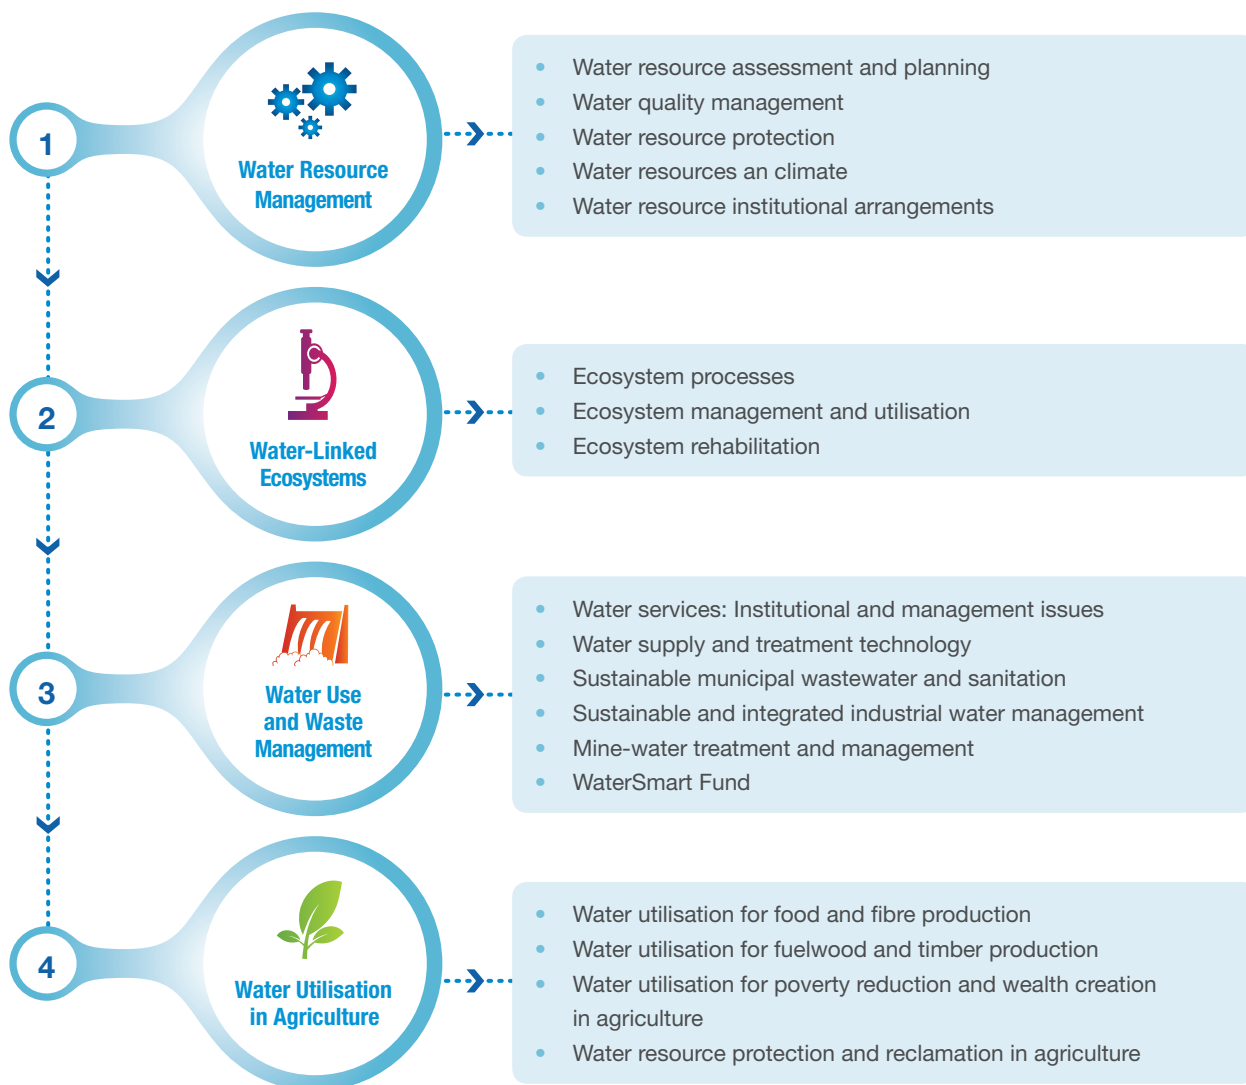 1
Water Resource
Management
• Water resource assessment and planning
• Water quality management
• Water resource protection
• Water resources an climate
• Water resource institutional arrangements
2
Water-Linked
Ecosystems
• Ecosystem processes
• Ecosystem management and utilisation
• Ecosystem rehabilitation
3
Water Use
and Waste
Management
• Water services: Institutional and management issues
• Water supply and treatment technology
• Sustainable municipal wastewater and sanitation
• Sustainable and integrated industrial water management
• Mine-water treatment and management
• WaterSmart Fund
4
Water Utilisation
in Agriculture
• Water utilisation for food and fibre production
• Water utilisation for fuelwood and timber production
• Water utilisation for poverty reduction and wealth creation
in agriculture
• Water resource protection and reclamation in agriculture